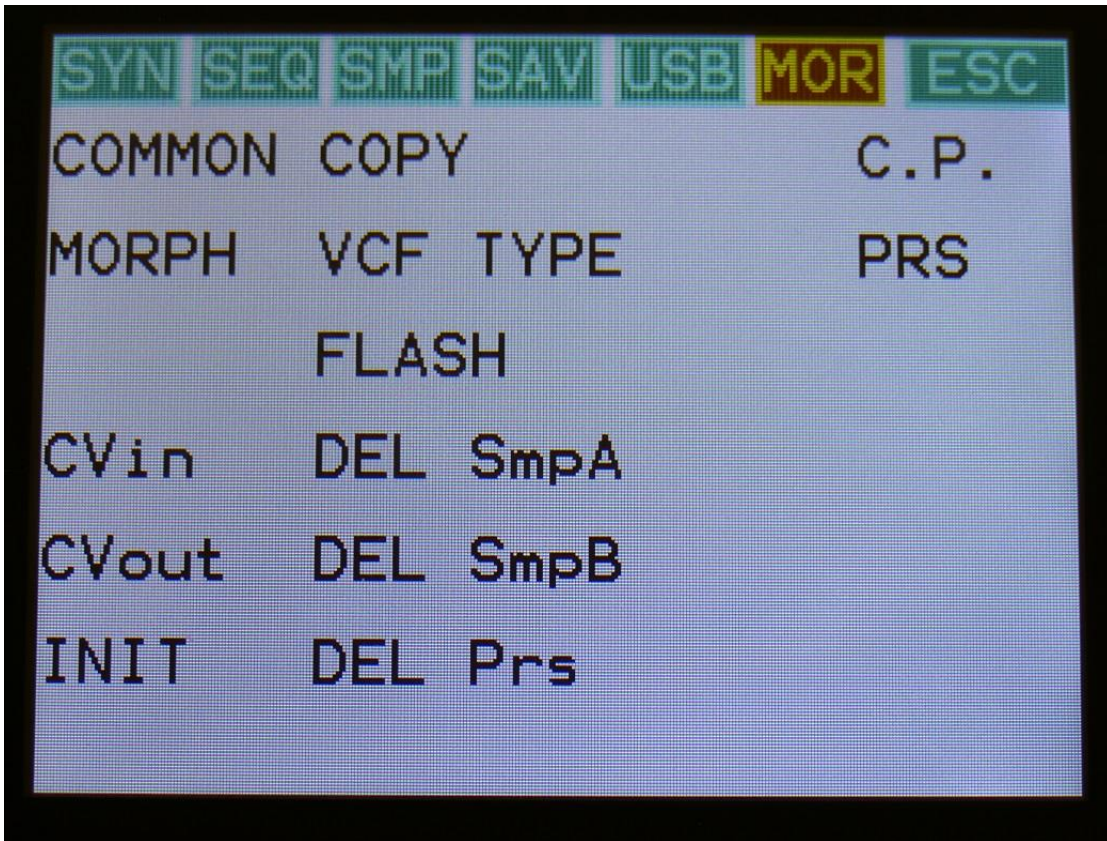 SYN SEQ SMP SAV USB MOR ESC
COMMON COPY C.P.
MORPH VCF TYPE PRS
FLASH
CVin DEL SmpA
CVout DEL SmpB
INIT DEL Prs